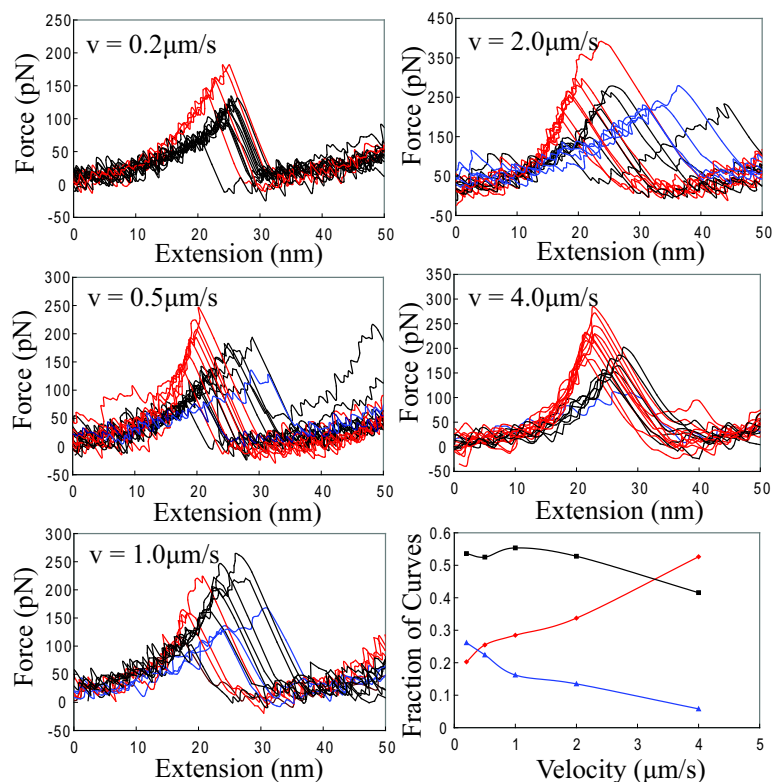 v = 0.2μm/s
Force (pN)
250
200
150
100
50
0
50
0 10 20 30 40 50
Extension (nm)
v = 2.0μm/s
Force (pN)
450
350
250
150
50
-50
0 10 20 30 40 50
Extension (nm)
v = 0.5μm/s
Force (pN)
300
250
200
150
100
50
0
50
0 10 20 30 40 50
Extension (nm)
v = 4.0μm/s
Force (pN)
350
300
250
200
150
100
50
0
-50
0 10 20 30 40 50
Extension (nm)
v = 1.0μm/s
Force (pN)
300
250
200
150
100
50
0
-50
0 10 20 30 40 50
Extension (nm)
Fraction of Curves
0.6
0.5
0.4
0.3
0.2
0.1
0
0 1 2 3 4 5
Velocity (μm/s)